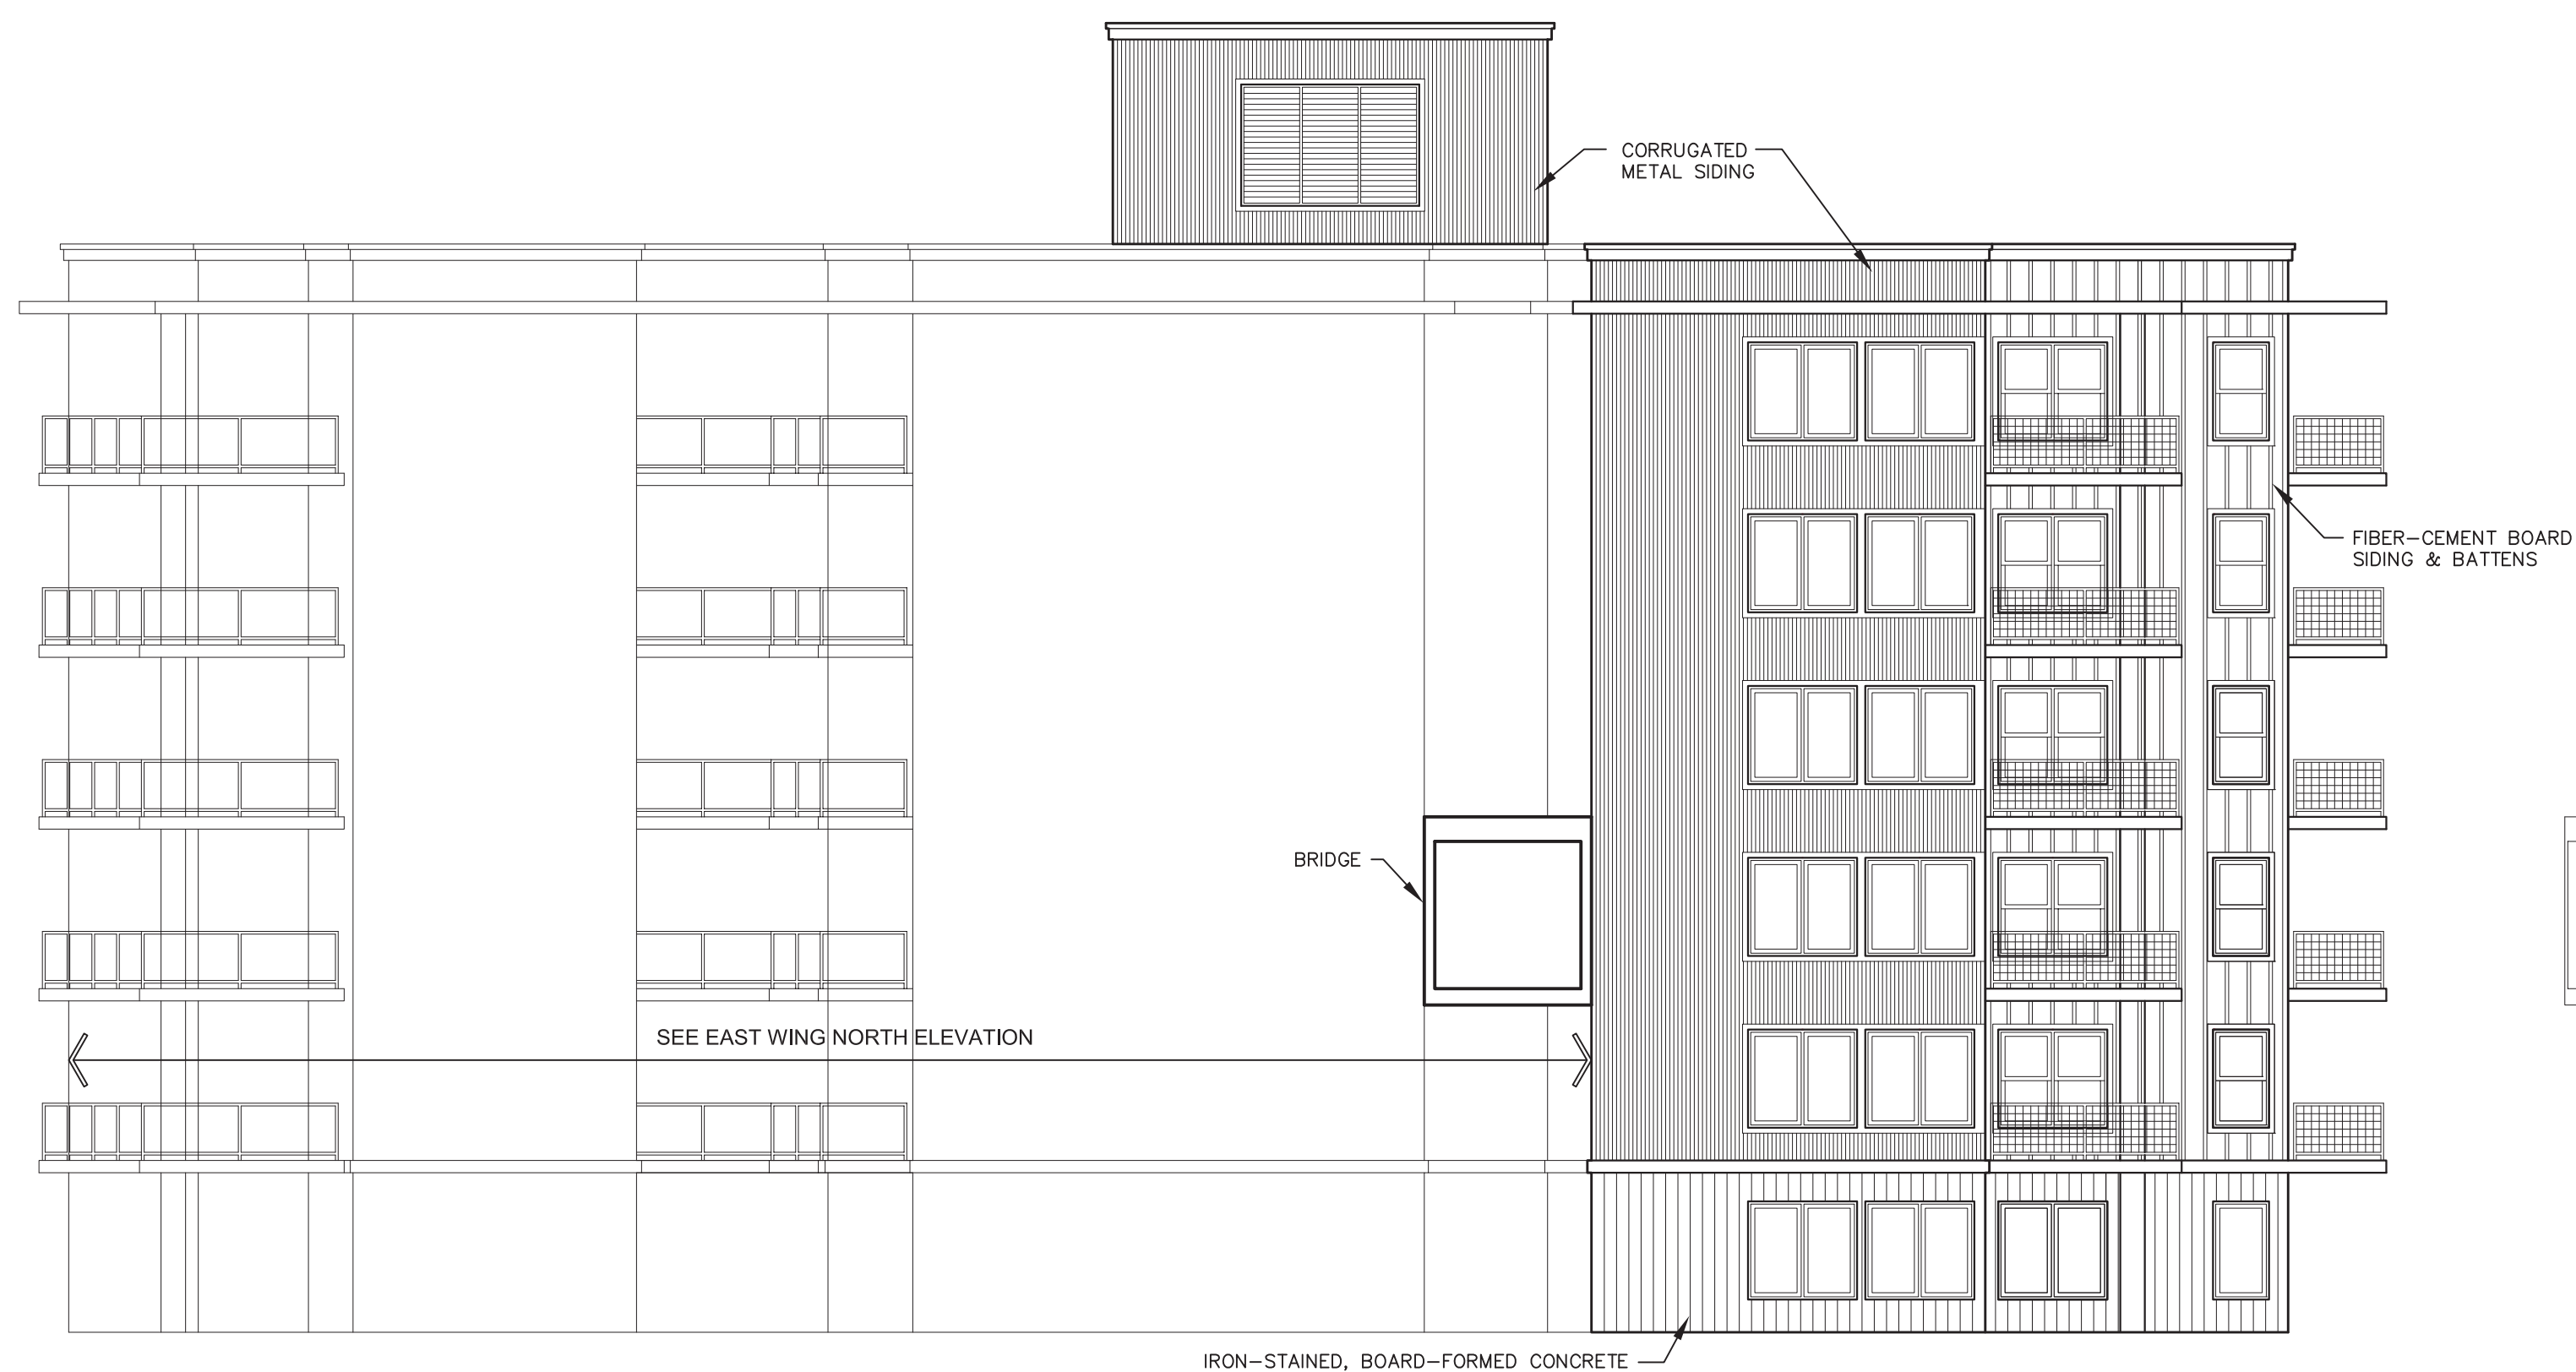 CORRUGATED
METAL SIDING
FIBER-CEMENT BOARD
SIDING & BATTENS
BRIDGE
SEE EAST WING NORTH ELEVATION
IRON-STAINED, BOARD-FORMED CONCRETE